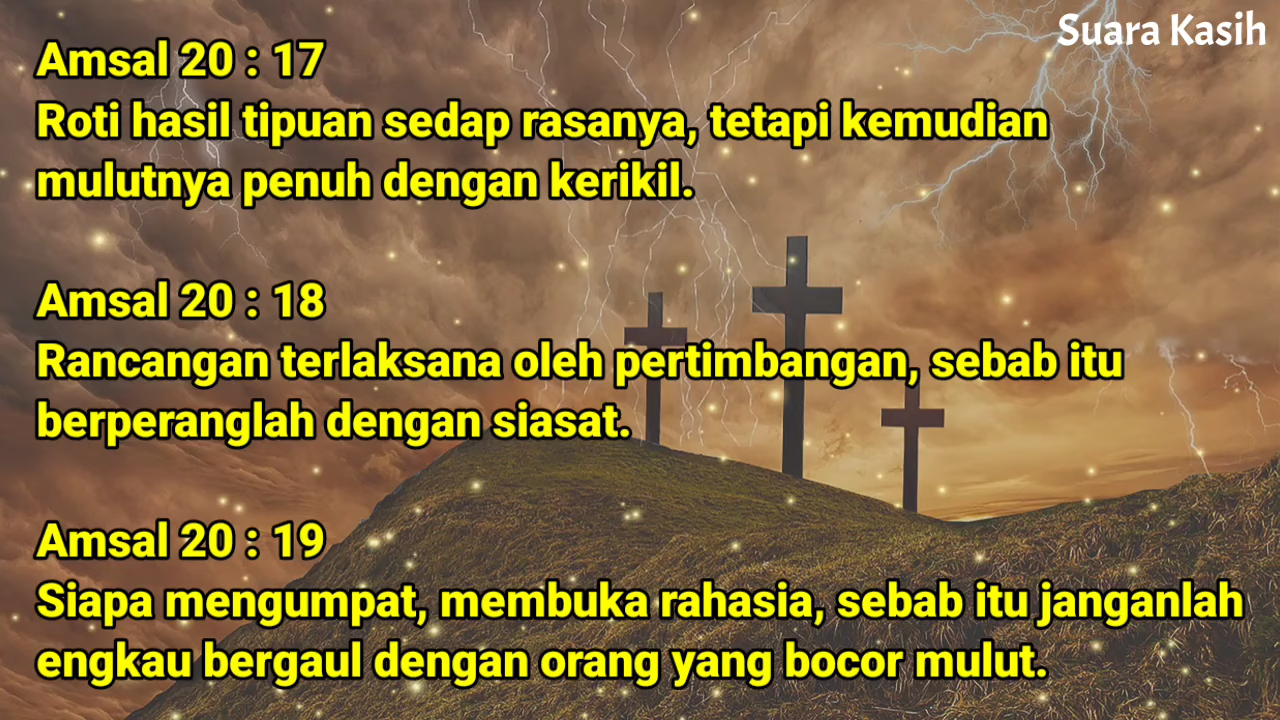 Suara Kasih
Amsal 20 : 17
Roti hasil tipuan sedap rasanya, tetapi kemudian
mulutnya penuh dengan kerikil.
Amsal 20 : 18
Rancangan terlaksana oleh pertimbangan, sebab itu
berperanglah dengan siasat.
Amsal 20 : 19
Siapa mengumpat, membuka rahasia, sebab itu janganlah
engkau bergaul dengan orang yang bocor mulut.